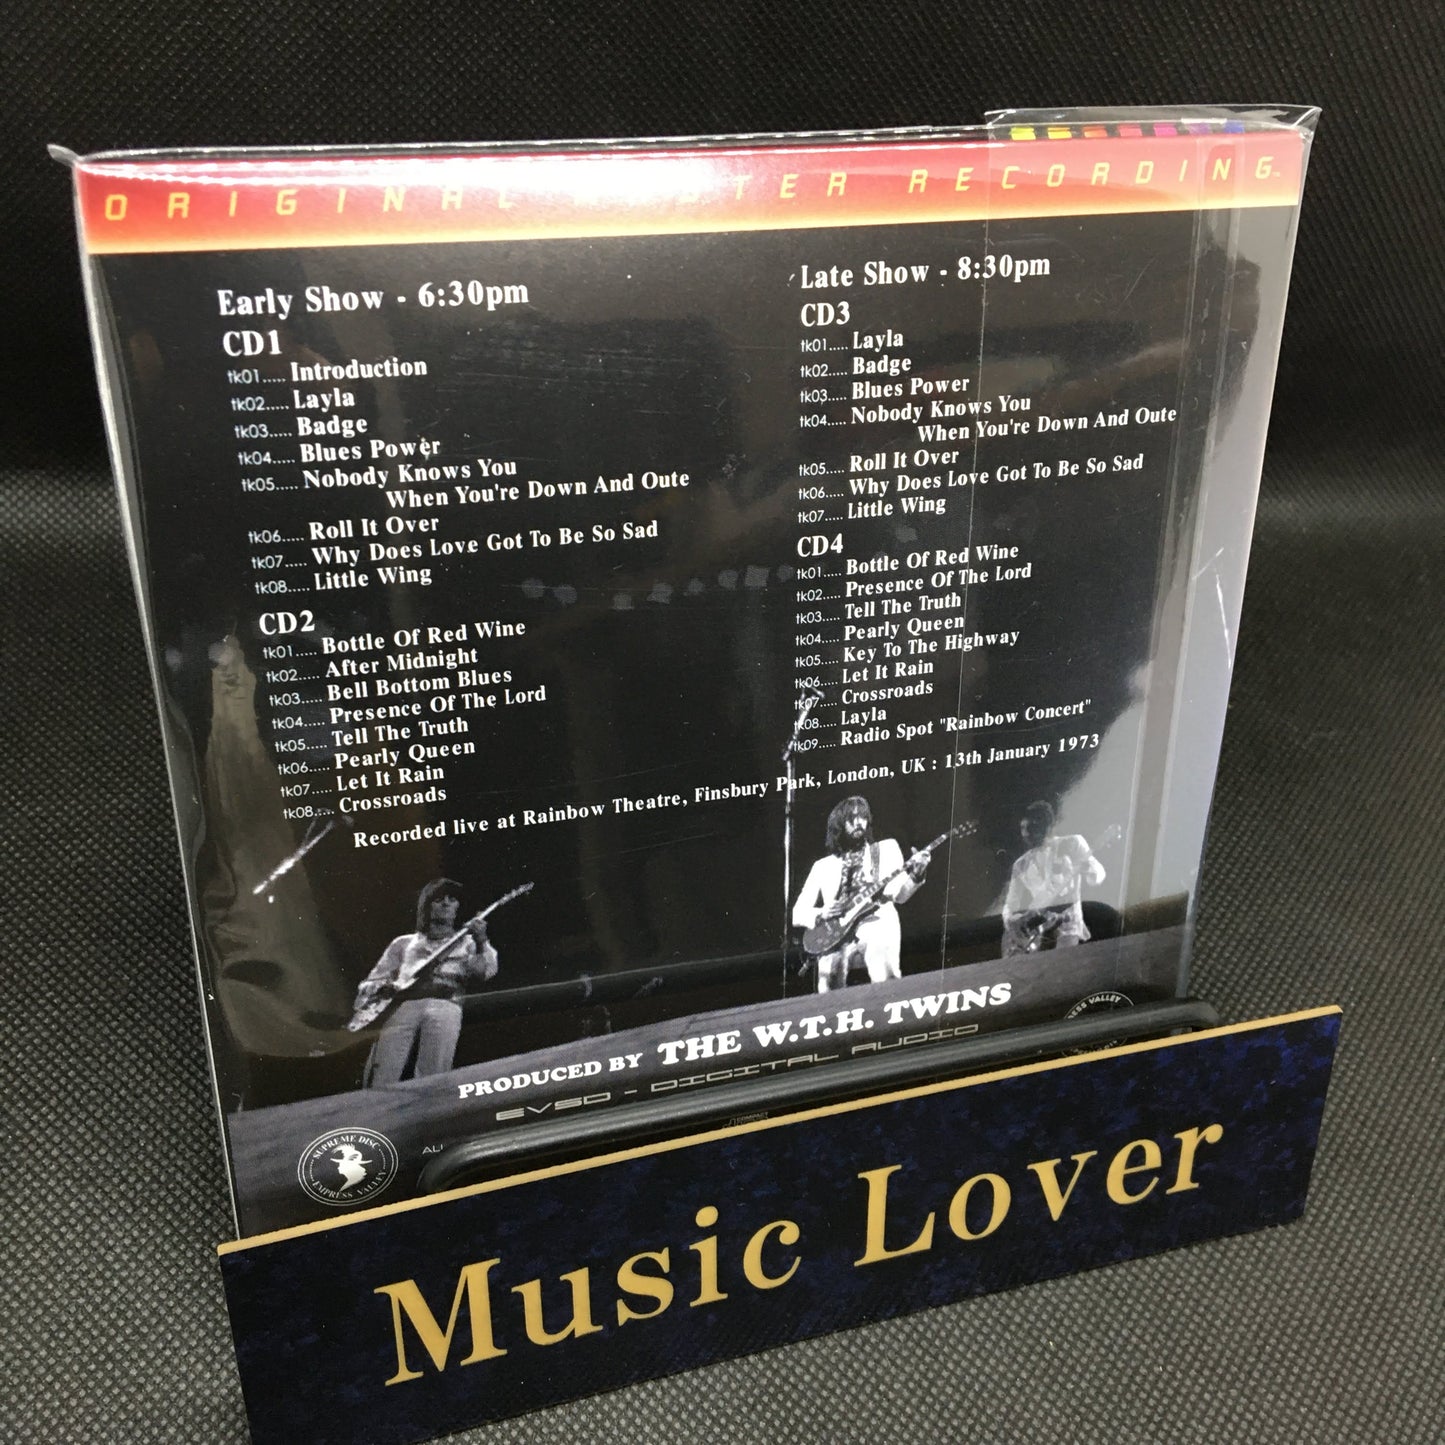 ORIGINAL MASTER RECORDING™
Early Show - 6:30pm
CD1
tk01..... Introduction
tk02..... Layla
tk03..... Badge
tk04..... Blues Power
tk05..... Nobody Knows You
When You're Down And Oute
tk06..... Roll It Over
tk07..... Why Does Love Got To Be So Sad
tk08..... Little Wing
CD2
tk01..... Bottle Of Red Wine
tk02..... After Midnight
tk03..... Bell Bottom Blues
tk04..... Presence Of The Lord
tk05..... Tell The Truth
tk06..... Pearly Queen
tk07..... Let It Rain
tk08..... Crossroads
Late Show - 8:30pm
CD3
tk01..... Layla
tk02..... Badge
tk03..... Blues Power
tk04..... Nobody Knows You
When You're Down And Oute
tk05..... Roll It Over
tk06..... Why Does Love Got To Be So Sad
tk07..... Little Wing
CD4
tk01..... Bottle Of Red Wine
tk02..... Presence Of The Lord
tk03..... Tell The Truth
tk04..... Pearly Queen
tk05..... Key To The Highway
tk06..... Let It Rain
tk07..... Crossroads
tk08..... Layla
tk09..... Radio Spot "Rainbow Concert"
Recorded live at Rainbow Theatre, Finsbury Park, London, UK : 13th January 1973
PRODUCED BY THE W.T.H. TWINS
EVSD - DIGITAL AUDIO
SUPREME DISC
EMPRESS VALLEY
Music Lover